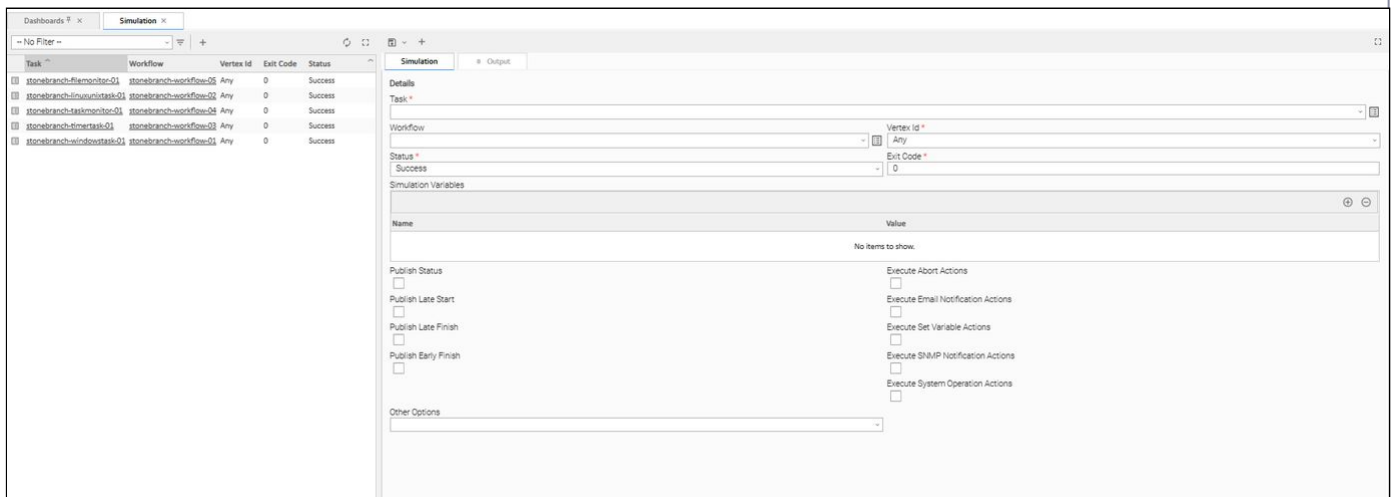 Dashboards
Simulation
-- No Filter --
Task Workflow Vertex Id Exit Code Status
stonebranch-filemonitor-01 stonebranch-workflow-05 Any 0 Success
stonebranch-linuxunixtask-01 stonebranch-workflow-02 Any 0 Success
stonebranch-taskmonitor-01 stonebranch-workflow-04 Any 0 Success
stonebranch-timertask-01 stonebranch-workflow-03 Any 0 Success
stonebranch-windowstask-01 stonebranch-workflow-01 Any 0 Success
Simulation Output
Details
Task *
Workflow Vertex Id *
Any
Status * Exit Code *
Success 0
Simulation Variables
Name Value
No items to show.
Publish Status Execute Abort Actions
Publish Late Start Execute Email Notification Actions
Publish Late Finish Execute Set Variable Actions
Publish Early Finish Execute SNMP Notification Actions
Execute System Operation Actions
Other Options